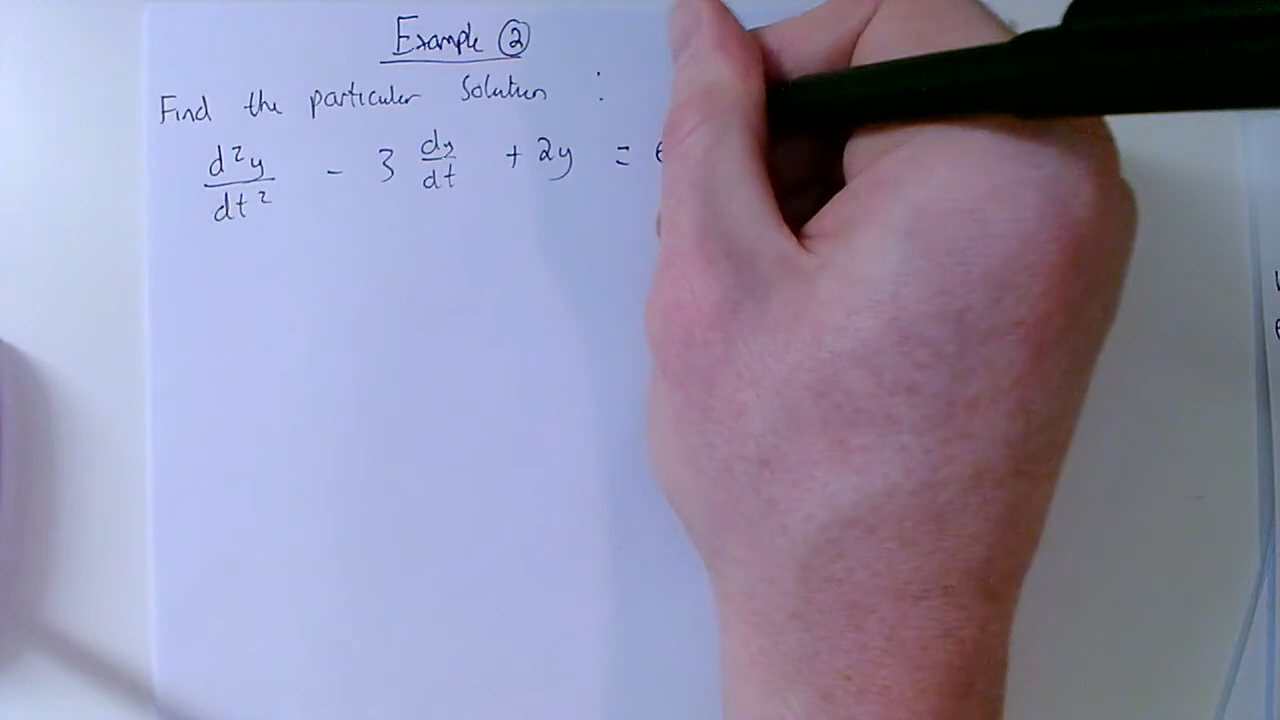 Example ②
Find the particular solution :
d²y/dt² - 3 dy/dt + 2y =